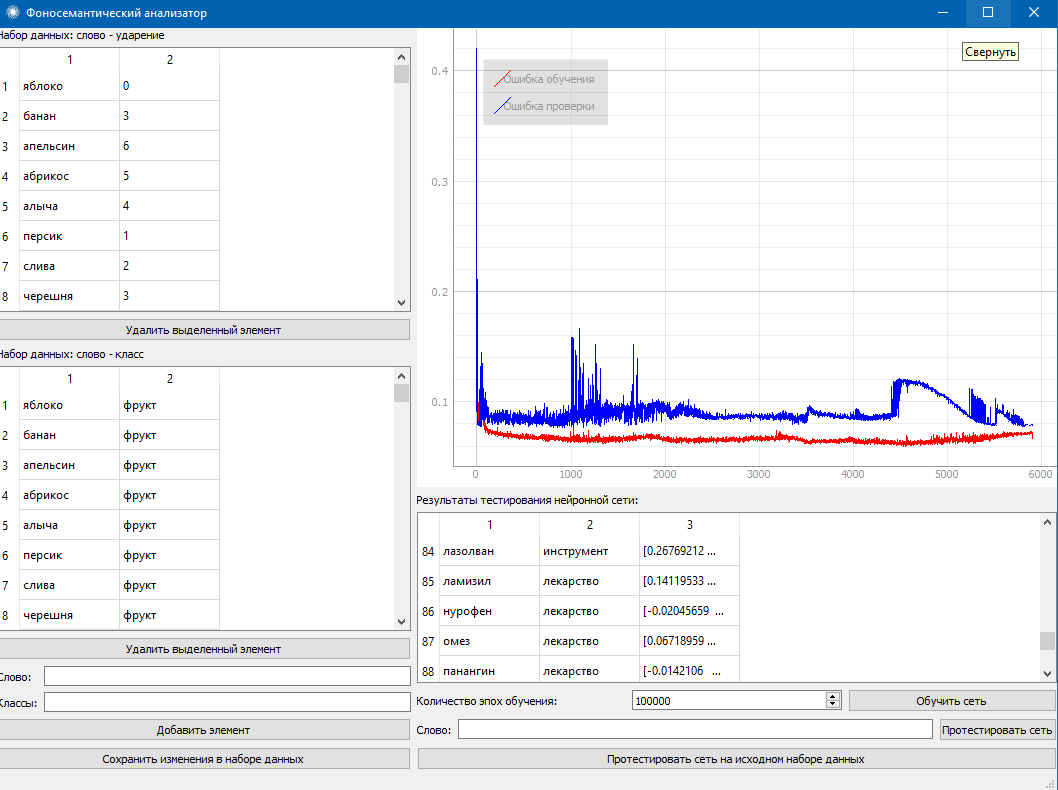 Фоносемантический анализатор
Набор данных: слово - ударение
1 2
1 яблоко 0
2 банан 3
3 апельсин 6
4 абрикос 5
5 алыча 4
6 персик 1
7 слива 2
8 черешня 3
Удалить выделенный элемент
Набор данных: слово - класс
1 2
1 яблоко фрукт
2 банан фрукт
3 апельсин фрукт
4 абрикос фрукт
5 алыча фрукт
6 персик фрукт
7 слива фрукт
8 черешня фрукт
Удалить выделенный элемент
Слово:
Классы:
Добавить элемент
Сохранить изменения в наборе данных
Свернуть
Ошибка обучения
Ошибка проверки
0.4
0.3
0.2
0.1
0 1000 2000 3000 4000 5000 6000
Результаты тестирования нейронной сети:
1 2 3
84 лазолван инструмент [0.26769212 ...
85 ламизил лекарство [0.14119533 ...
86 нурофен лекарство [-0.02045659 ...
87 омез лекарство [0.06718959 ...
88 панангин лекарство [-0.0142106 ...
Количество эпох обучения: 100000 Обучить сеть
Слово: Протестировать сеть
Протестировать сеть на исходном наборе данных